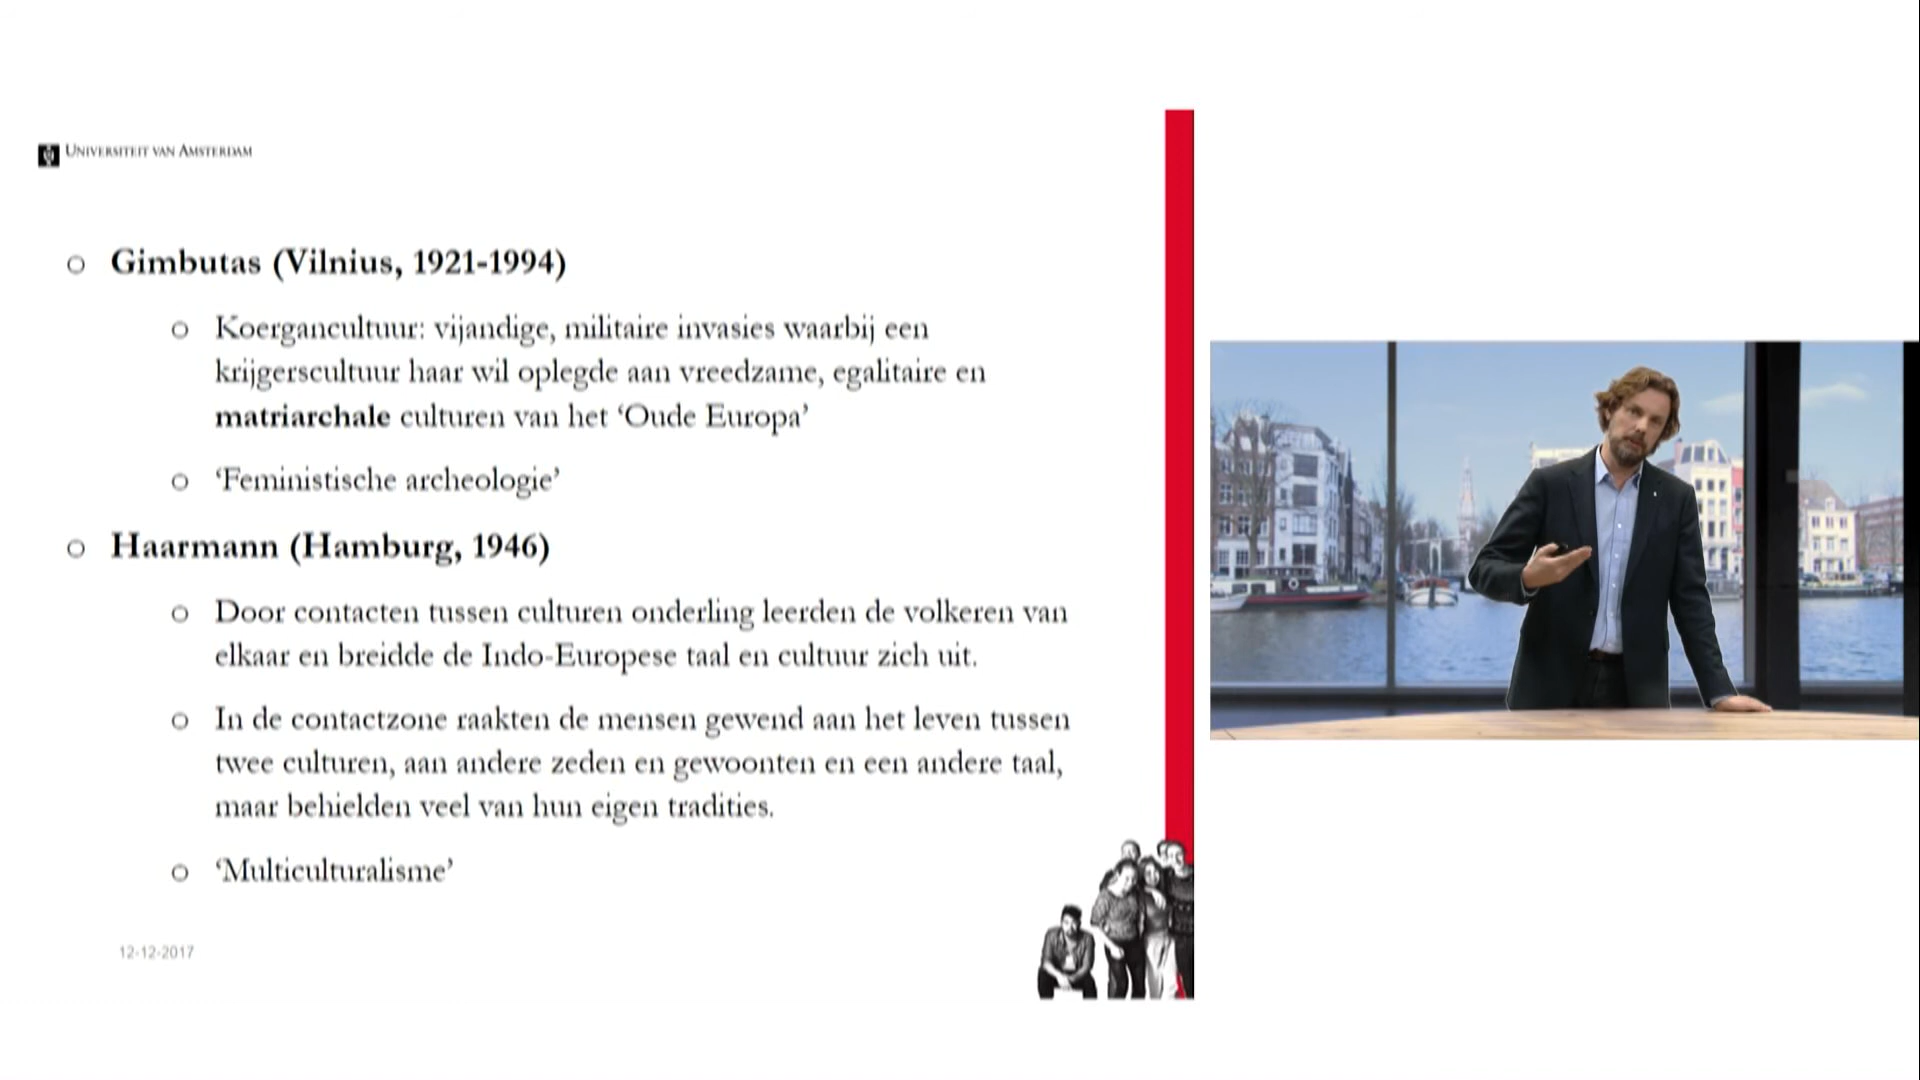 UNIVERSITEIT VAN AMSTERDAM
o Gimbutas (Vilnius, 1921-1994)
o Koergancultuur: vijandige, militaire invasies waarbij een
krijgerscultuur haar wil oplegde aan vreedzame, egalitaire en
matriarchale culturen van het ‘Oude Europa’
o ‘Feministische archeologie’
o Haarmann (Hamburg, 1946)
o Door contacten tussen culturen onderling leerden de volkeren van
elkaar en breidde de Indo-Europese taal en cultuur zich uit.
o In de contactzone raakten de mensen gewend aan het leven tussen
twee culturen, aan andere zeden en gewoonten en een andere taal,
maar behielden veel van hun eigen tradities.
o ‘Multiculturalisme’
12-12-2017